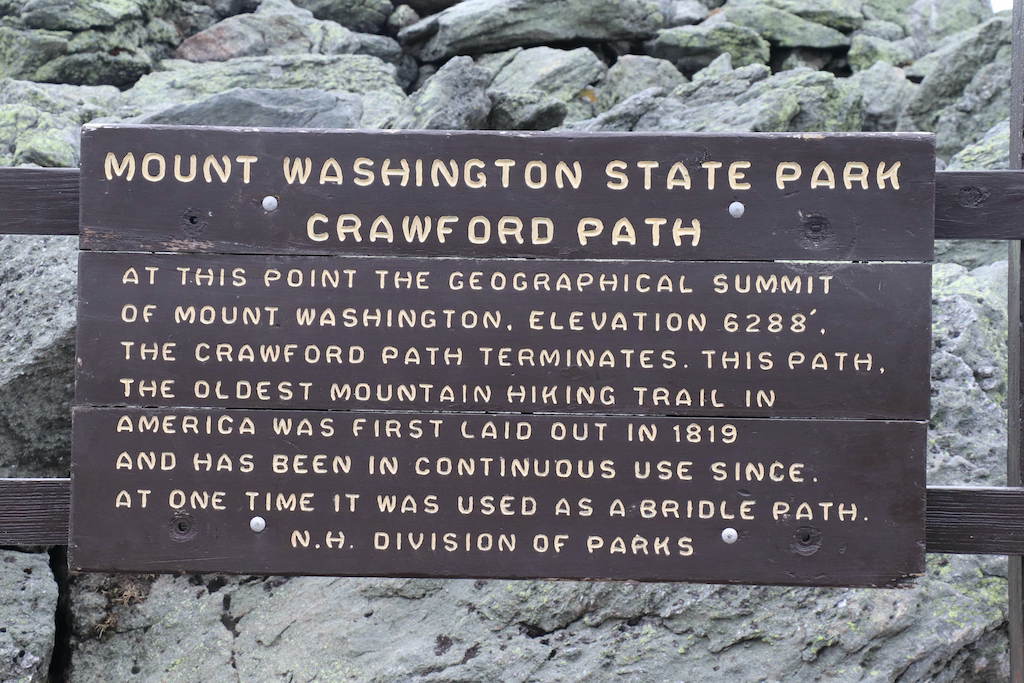 MOUNT WASHINGTON STATE PARK
CRAWFORD PATH
AT THIS POINT THE GEOGRAPHICAL SUMMIT
OF MOUNT WASHINGTON, ELEVATION 6288′,
THE CRAWFORD PATH TERMINATES. THIS PATH,
THE OLDEST MOUNTAIN HIKING TRAIL IN
AMERICA WAS FIRST LAID OUT IN 1819
AND HAS BEEN IN CONTINUOUS USE SINCE.
AT ONE TIME IT WAS USED AS A BRIDLE PATH.
N.H. DIVISION OF PARKS